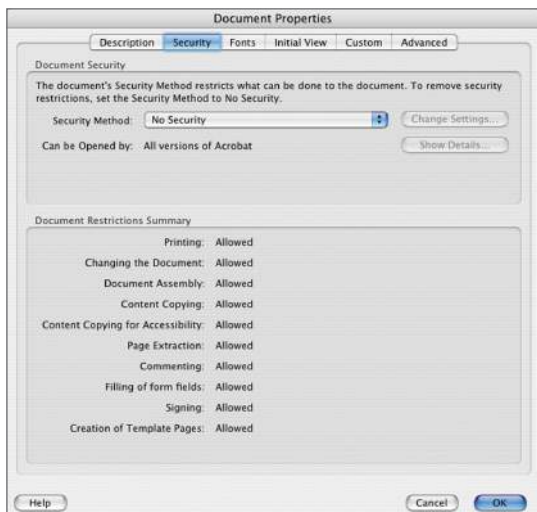 Document Properties
Description Security Fonts Initial View Custom Advanced
Document Security
The document's Security Method restricts what can be done to the document. To remove security
restrictions, set the Security Method to No Security.
Security Method: No Security Change Settings...
Can be Opened by: All versions of Acrobat Show Details...
Document Restrictions Summary
Printing: Allowed
Changing the Document: Allowed
Document Assembly: Allowed
Content Copying: Allowed
Content Copying for Accessibility: Allowed
Page Extraction: Allowed
Commenting: Allowed
Filling of form fields: Allowed
Signing: Allowed
Creation of Template Pages: Allowed
Help Cancel OK